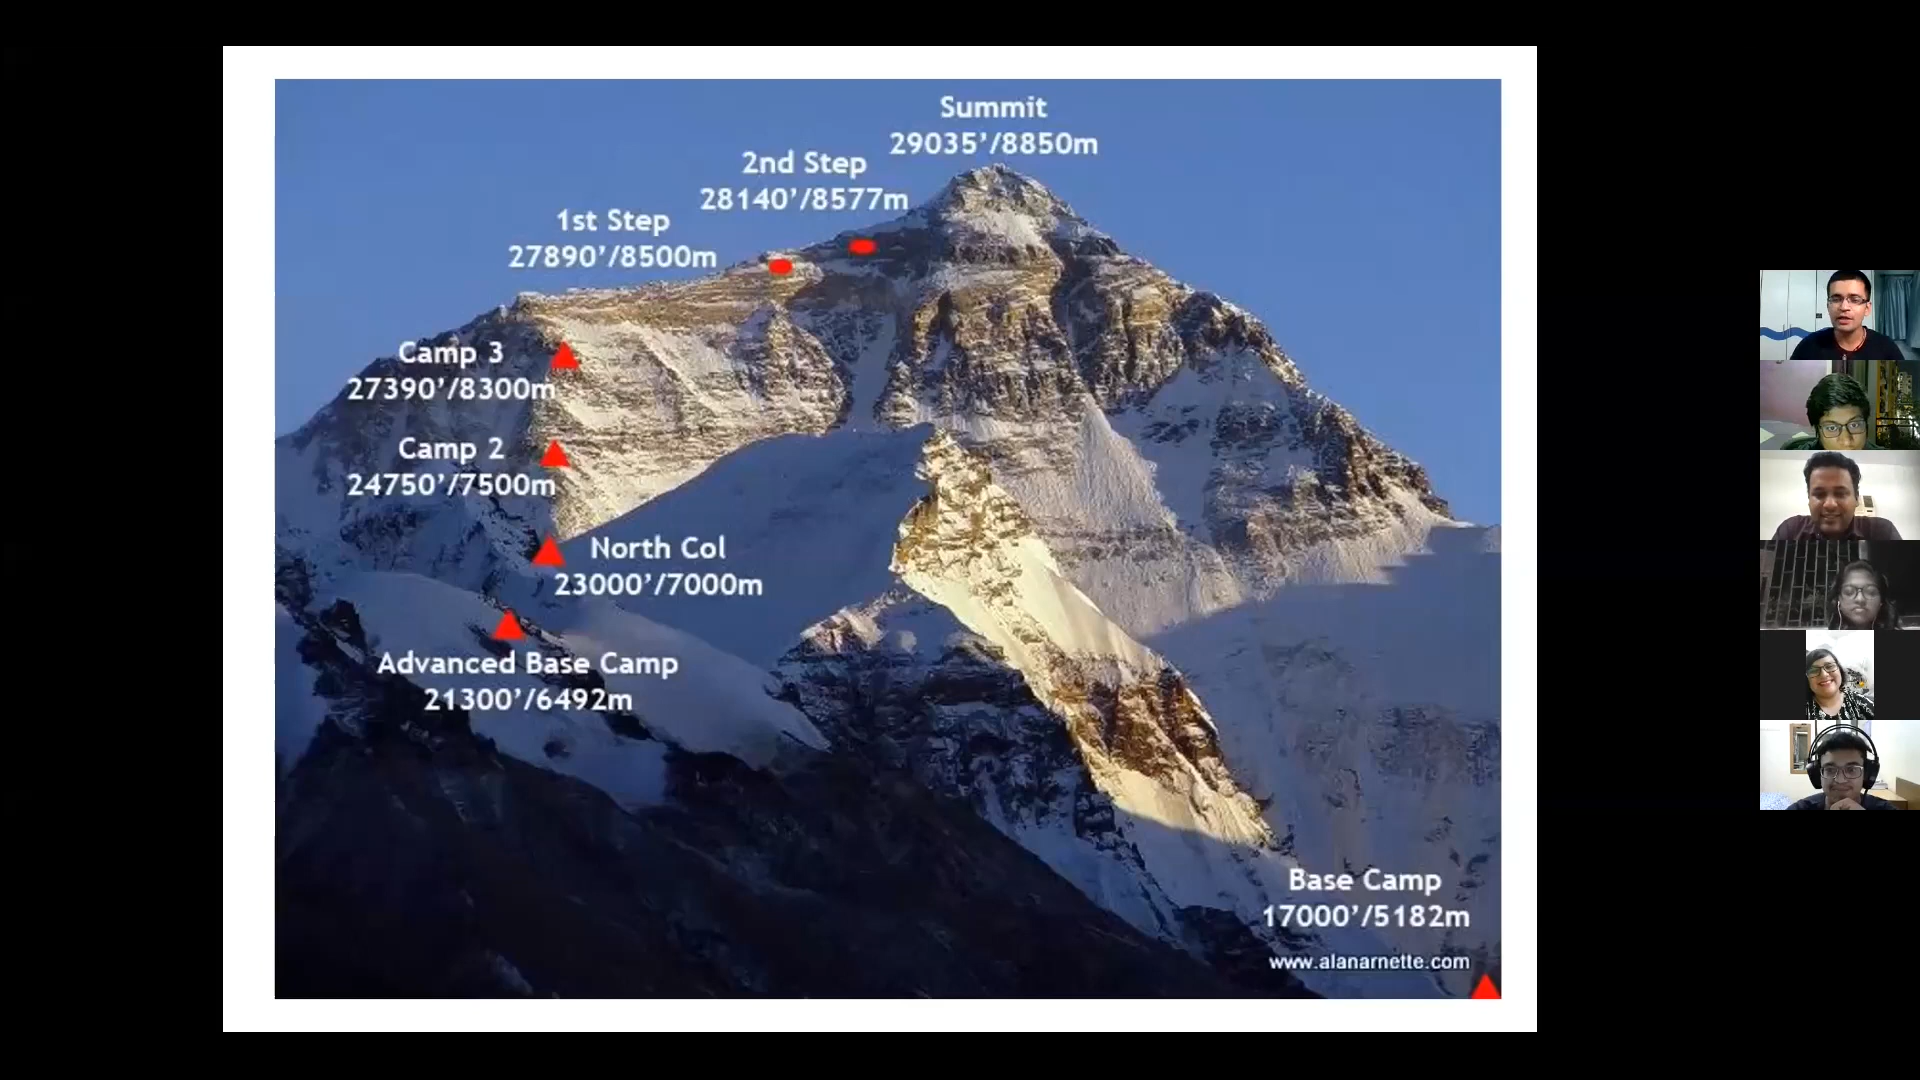 Summit
29035’/8850m
2nd Step
28140’/8577m
1st Step
27890’/8500m
Camp 3
27390’/8300m
Camp 2
24750’/7500m
North Col
23000’/7000m
Advanced Base Camp
21300’/6492m
Base Camp
17000’/5182m
www.alanarnette.com